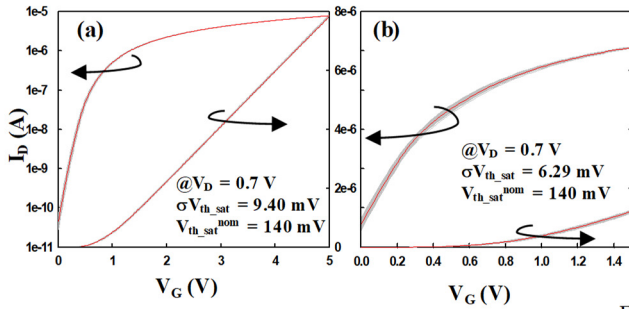 (a)
I_D (A)
1e-5
1e-6
1e-7
1e-8
1e-9
1e-10
1e-11
@V_D = 0.7 V
σV_th_sat = 9.40 mV
V_th_sat^nom = 140 mV
0 1 2 3 4 5
V_G (V)
(b)
8e-6
6e-6
4e-6
2e-6
0
@V_D = 0.7 V
σV_th_sat = 6.29 mV
V_th_sat^nom = 140 mV
0.0 0.2 0.4 0.6 0.8 1.0 1.2 1.4
V_G (V)